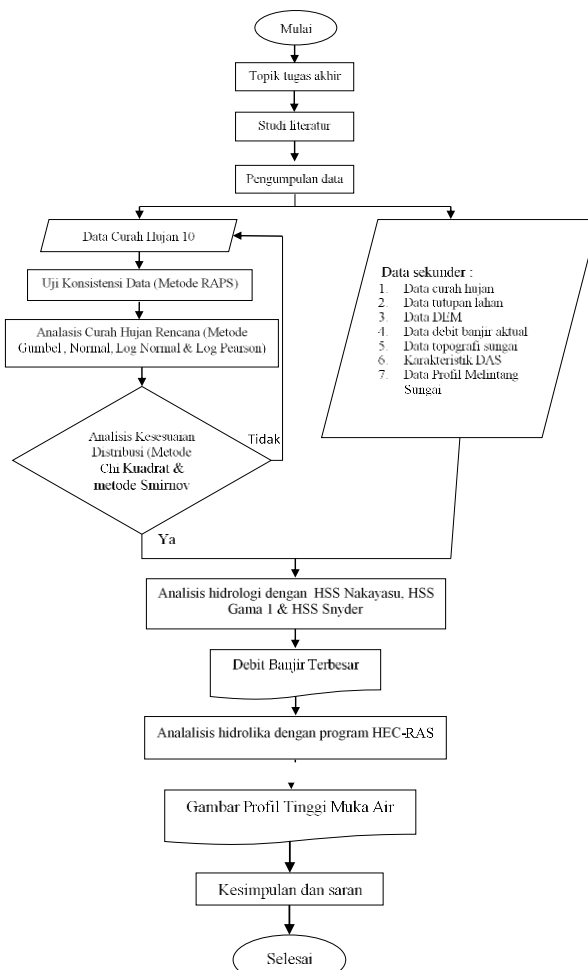 Mulai
Topik tugas akhir
Studi literatur
Pengumpulan data
Data Curah Hujan 10
Uji Konsistensi Data (Metode RAPS)
Analasis Curah Hujan Rencana (Metode
Gumbel , Normal, Log Normal & Log Pearson)
Analisis Kesesuaian
Distribusi (Metode
Chi Kuadrat &
metode Smirnov
Tidak
Ya
Data sekunder :
1. Data curah hujan
2. Data tutupan lahan
3. Data DEM
4. Data debit banjir aktual
5. Data topografi sungai
6. Karakteristik DAS
7. Data Profil Melintang
Sungai
Analisis hidrologi dengan HSS Nakayasu, HSS
Gama 1 & HSS Snyder
Debit Banjir Terbesar
Analalisis hidrolika dengan program HEC-RAS
Gambar Profil Tinggi Muka Air
Kesimpulan dan saran
Selesai